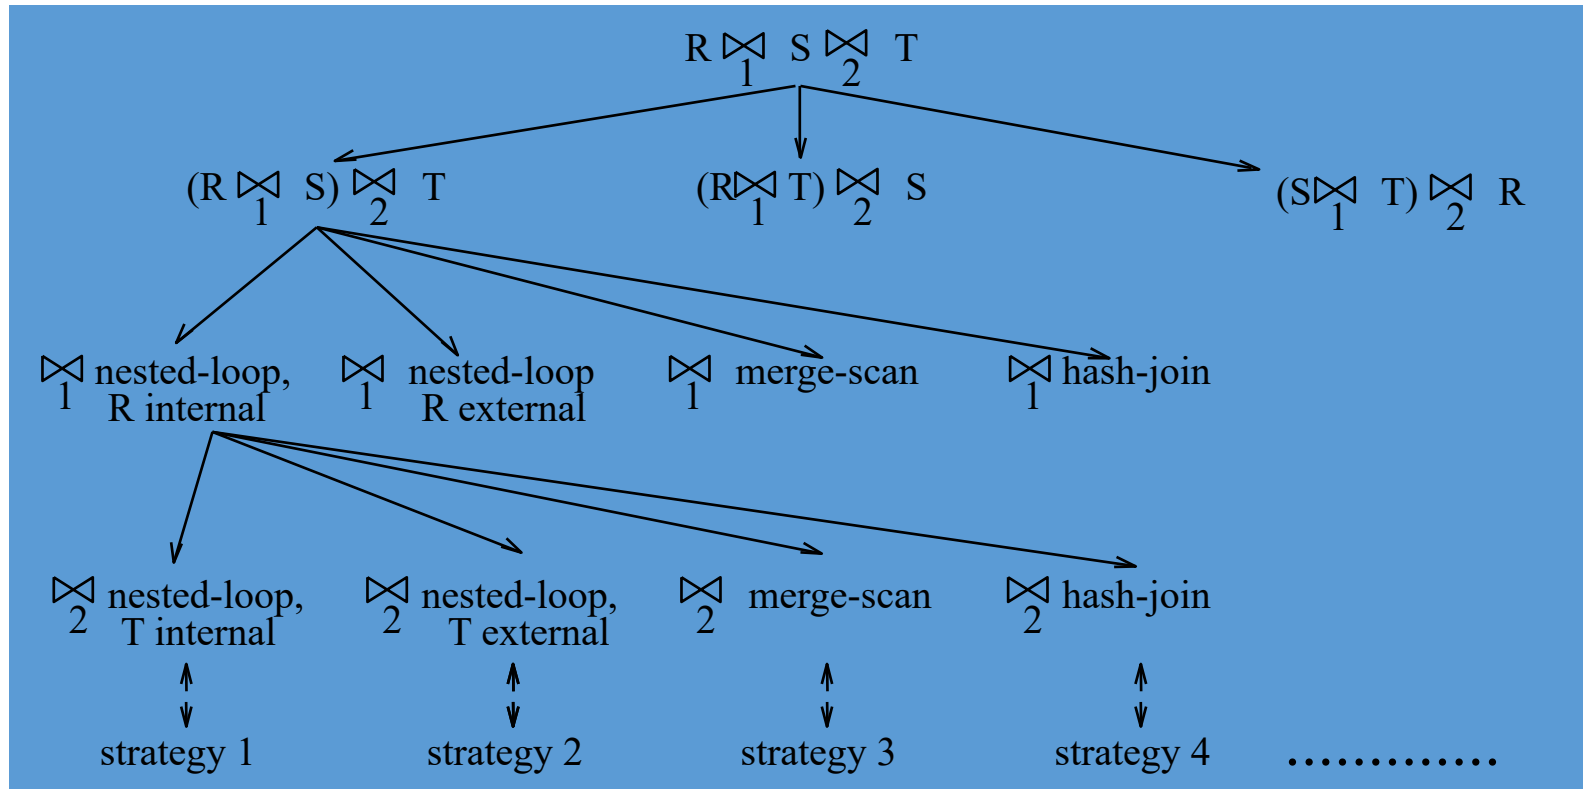 R ⋈1 S ⋈2 T
(R ⋈1 S) ⋈2 T
(R⋈1 T) ⋈2 S
(S⋈1 T) ⋈2 R
⋈1 nested-loop,
R internal
⋈1 nested-loop
R external
⋈1 merge-scan
⋈1 hash-join
⋈2 nested-loop,
T internal
⋈2 nested-loop,
T external
⋈2 merge-scan
⋈2 hash-join
strategy 1
strategy 2
strategy 3
strategy 4
.............